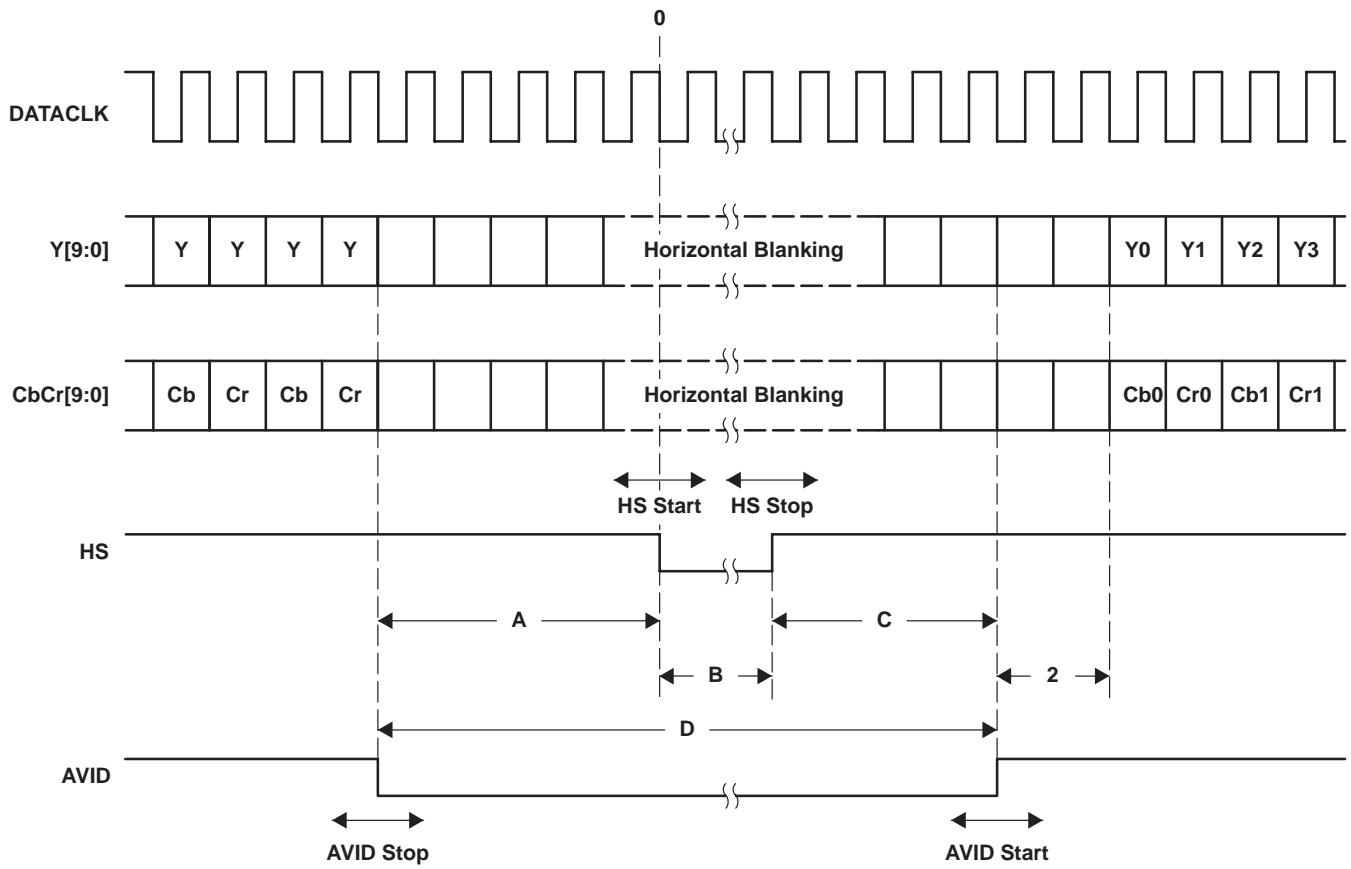 0
DATACLK
Y[9:0] Y Y Y Y Horizontal Blanking Y0 Y1 Y2 Y3
CbCr[9:0] Cb Cr Cb Cr Horizontal Blanking Cb0 Cr0 Cb1 Cr1
HS Start HS Stop
HS
A C
B 2
D
AVID
AVID Stop AVID Start